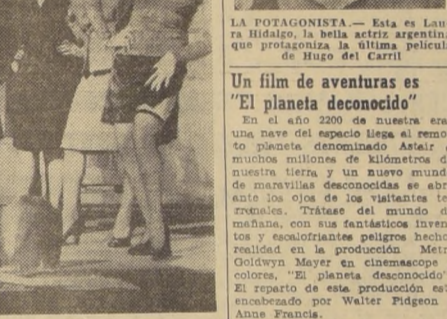 LA POTAGONISTA.— Esta es Lau
ra Hidalgo, la bella actriz argentin
que protagoniza la última películ
de Hugo del Carril
Un film de aventuras es
"El planeta deconocido"
En el año 2200 de nuestra era
una nave del espacio llega al remo
to planeta denominado Astair
muchos millones de kilómetros d
nuestra tierra y un nuevo mund
de maravillas desconocidas se abr
ante los ojos de los visitantes te
rrenales. Trátase del mundo d
mañana, con sus fantásticos inven
tos y escalofriantes peligros hecho
realidad en la producción Metr
Goldwyn Mayer en cinemascope
colores, "El planeta desconocido"
El reparto de esta producción est
encabezado por Walter Pidgeon
Anne Francis.